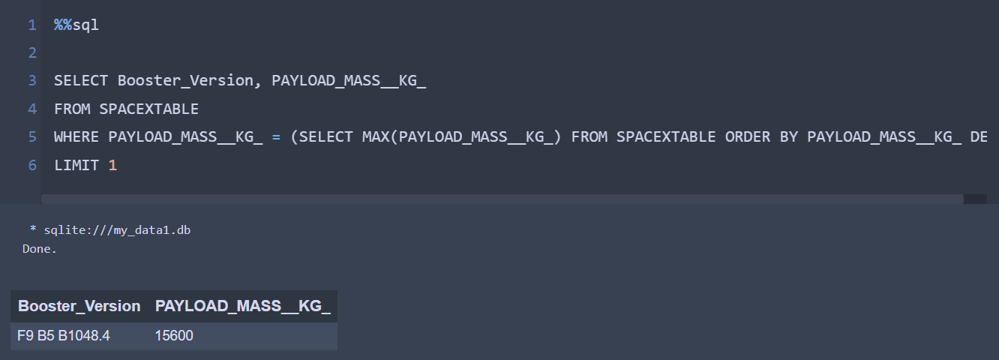 1 %%sql
2
3 SELECT Booster_Version, PAYLOAD_MASS__KG_
4 FROM SPACEXTABLE
5 WHERE PAYLOAD_MASS__KG_ = (SELECT MAX(PAYLOAD_MASS__KG_) FROM SPACEXTABLE ORDER BY PAYLOAD_MASS__KG_ DE
6 LIMIT 1
* sqlite:///my_data1.db
Done.
Booster_Version PAYLOAD_MASS__KG_
F9 B5 B1048.4 15600